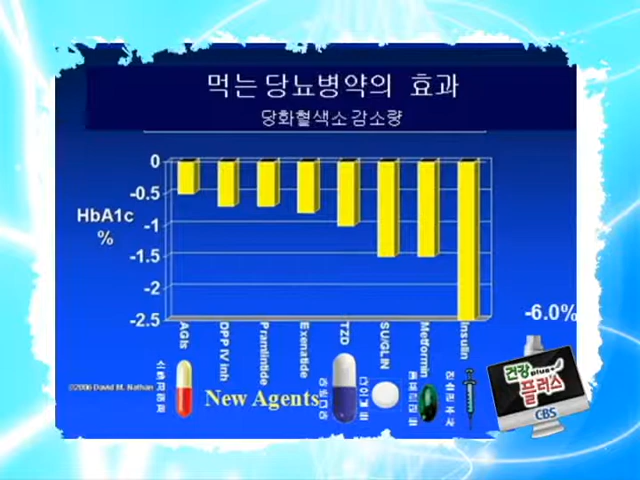 먹는 당뇨병약의 효과
당화혈색소 감소량
HbA1c
%
0
-0.5
-1
-1.5
-2
-2.5
AGIs
DPP IV inh
Pramlintide
Exenatide
TZD
SU/GLIN
Metformin
Insulin
-6.0%
©2006 David M. Nathan
New Agents
건강
plus+
플러스
CBS